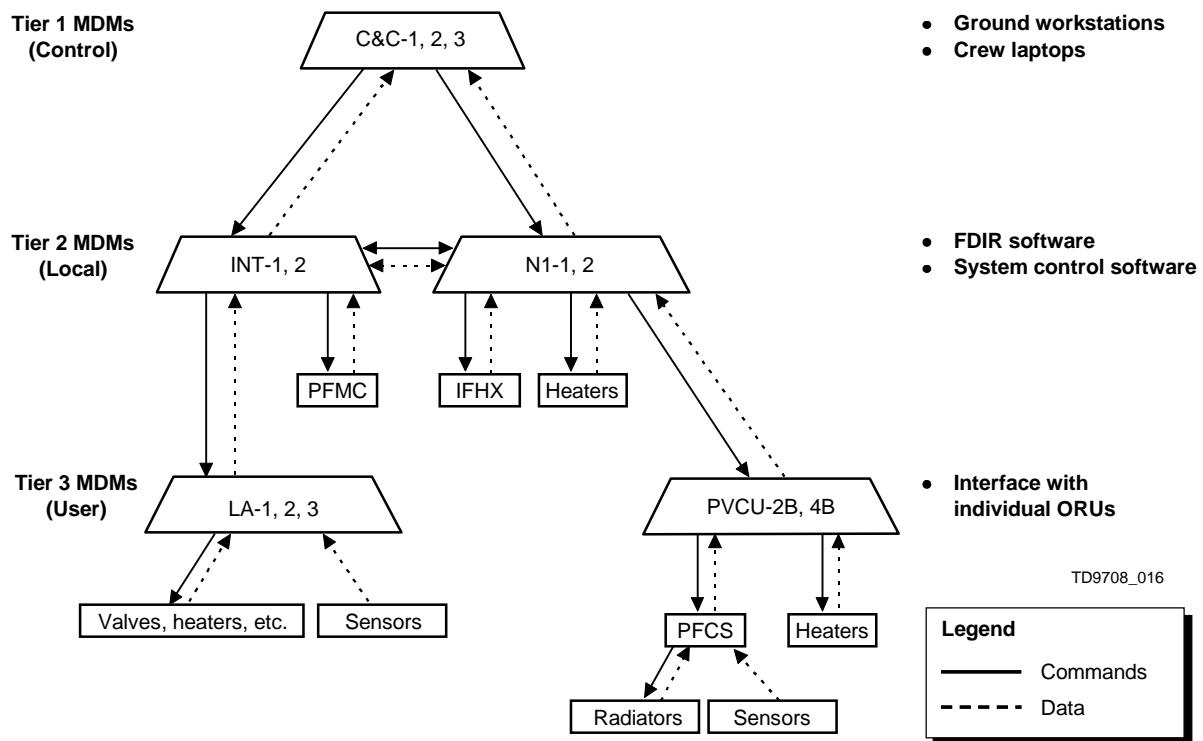 Tier 1 MDMs
(Control)
C&C-1, 2, 3
● Ground workstations
● Crew laptops
Tier 2 MDMs
(Local)
INT-1, 2
N1-1, 2
● FDIR software
● System control software
PFMC
IFHX
Heaters
Tier 3 MDMs
(User)
LA-1, 2, 3
PVCU-2B, 4B
● Interface with
individual ORUs
TD9708_016
Valves, heaters, etc.
Sensors
PFCS
Heaters
Radiators
Sensors
Legend
Commands
Data